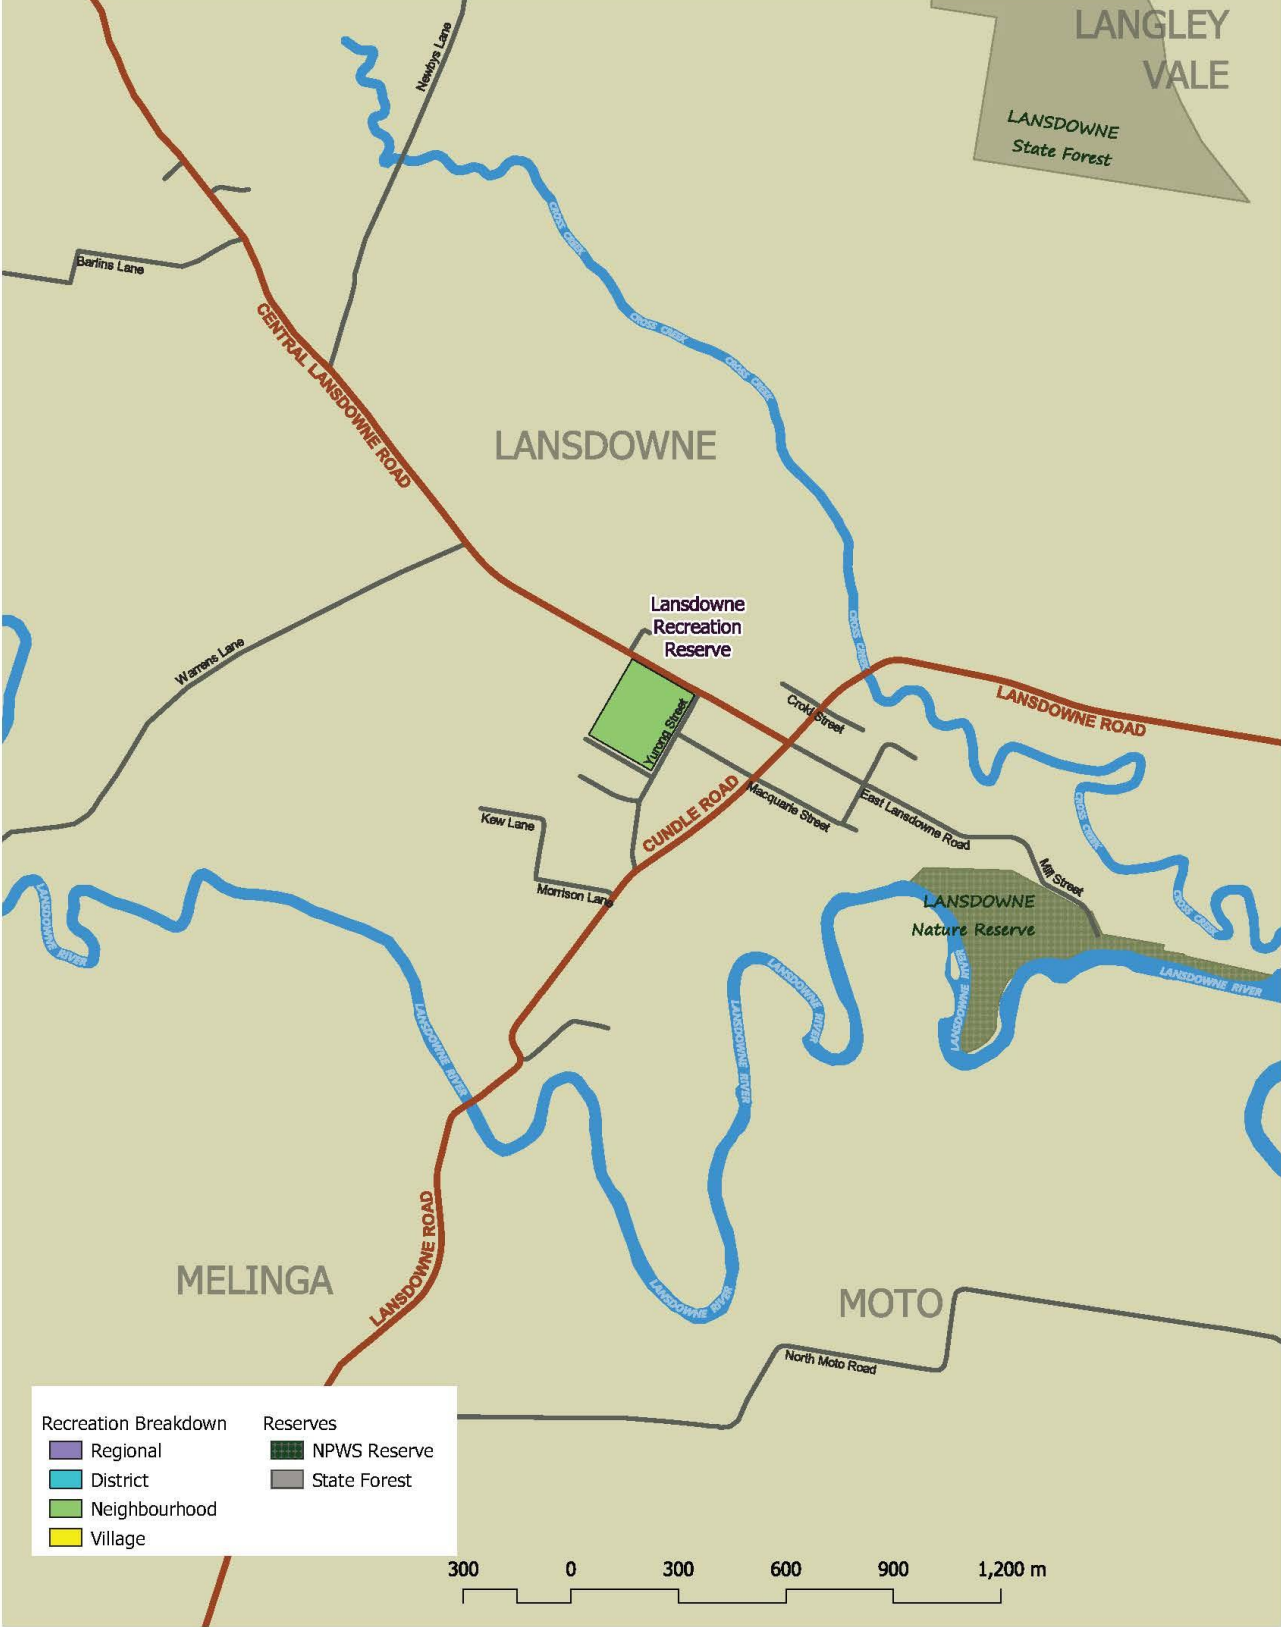 LANGLEY
VALE
LANSDOWNE
State Forest
Newbys Lane
CROSS CREEK
Barlins Lane
CENTRAL LANSDOWNE ROAD
CROSS CREEK
CROSS CREEK
LANSDOWNE
Lansdowne
Recreation
Reserve
CROSS CREEK
Warrens Lane
LANSDOWNE ROAD
Croki Street
Yurong Street
CUNDLE ROAD
Macquarie Street
East Lansdowne Road
CROSS CREEK
Kew Lane
Morrison Lane
Mill Street
LANSDOWNE
Nature Reserve
CROSS CREEK
LANSDOWNE RIVER
LANSDOWNE RIVER
LANSDOWNE RIVER
LANSDOWNE RIVER
LANSDOWNE RIVER
LANSDOWNE RIVER
LANSDOWNE ROAD
LANSDOWNE RIVER
MELINGA
MOTO
North Moto Road
Recreation Breakdown
Regional
District
Neighbourhood
Village
Reserves
NPWS Reserve
State Forest
300 0 300 600 900 1,200 m